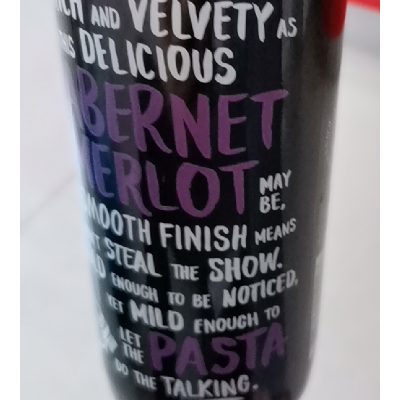 AND VELVETY AS
DELICIOUS
BERNET
ERLOT MAY
BE,
SMOOTH FINISH MEANS
STEAL THE SHOW.
ENOUGH TO BE NOTICED,
YET MILD ENOUGH TO
LET
THE PASTA
DO THE TALKING.